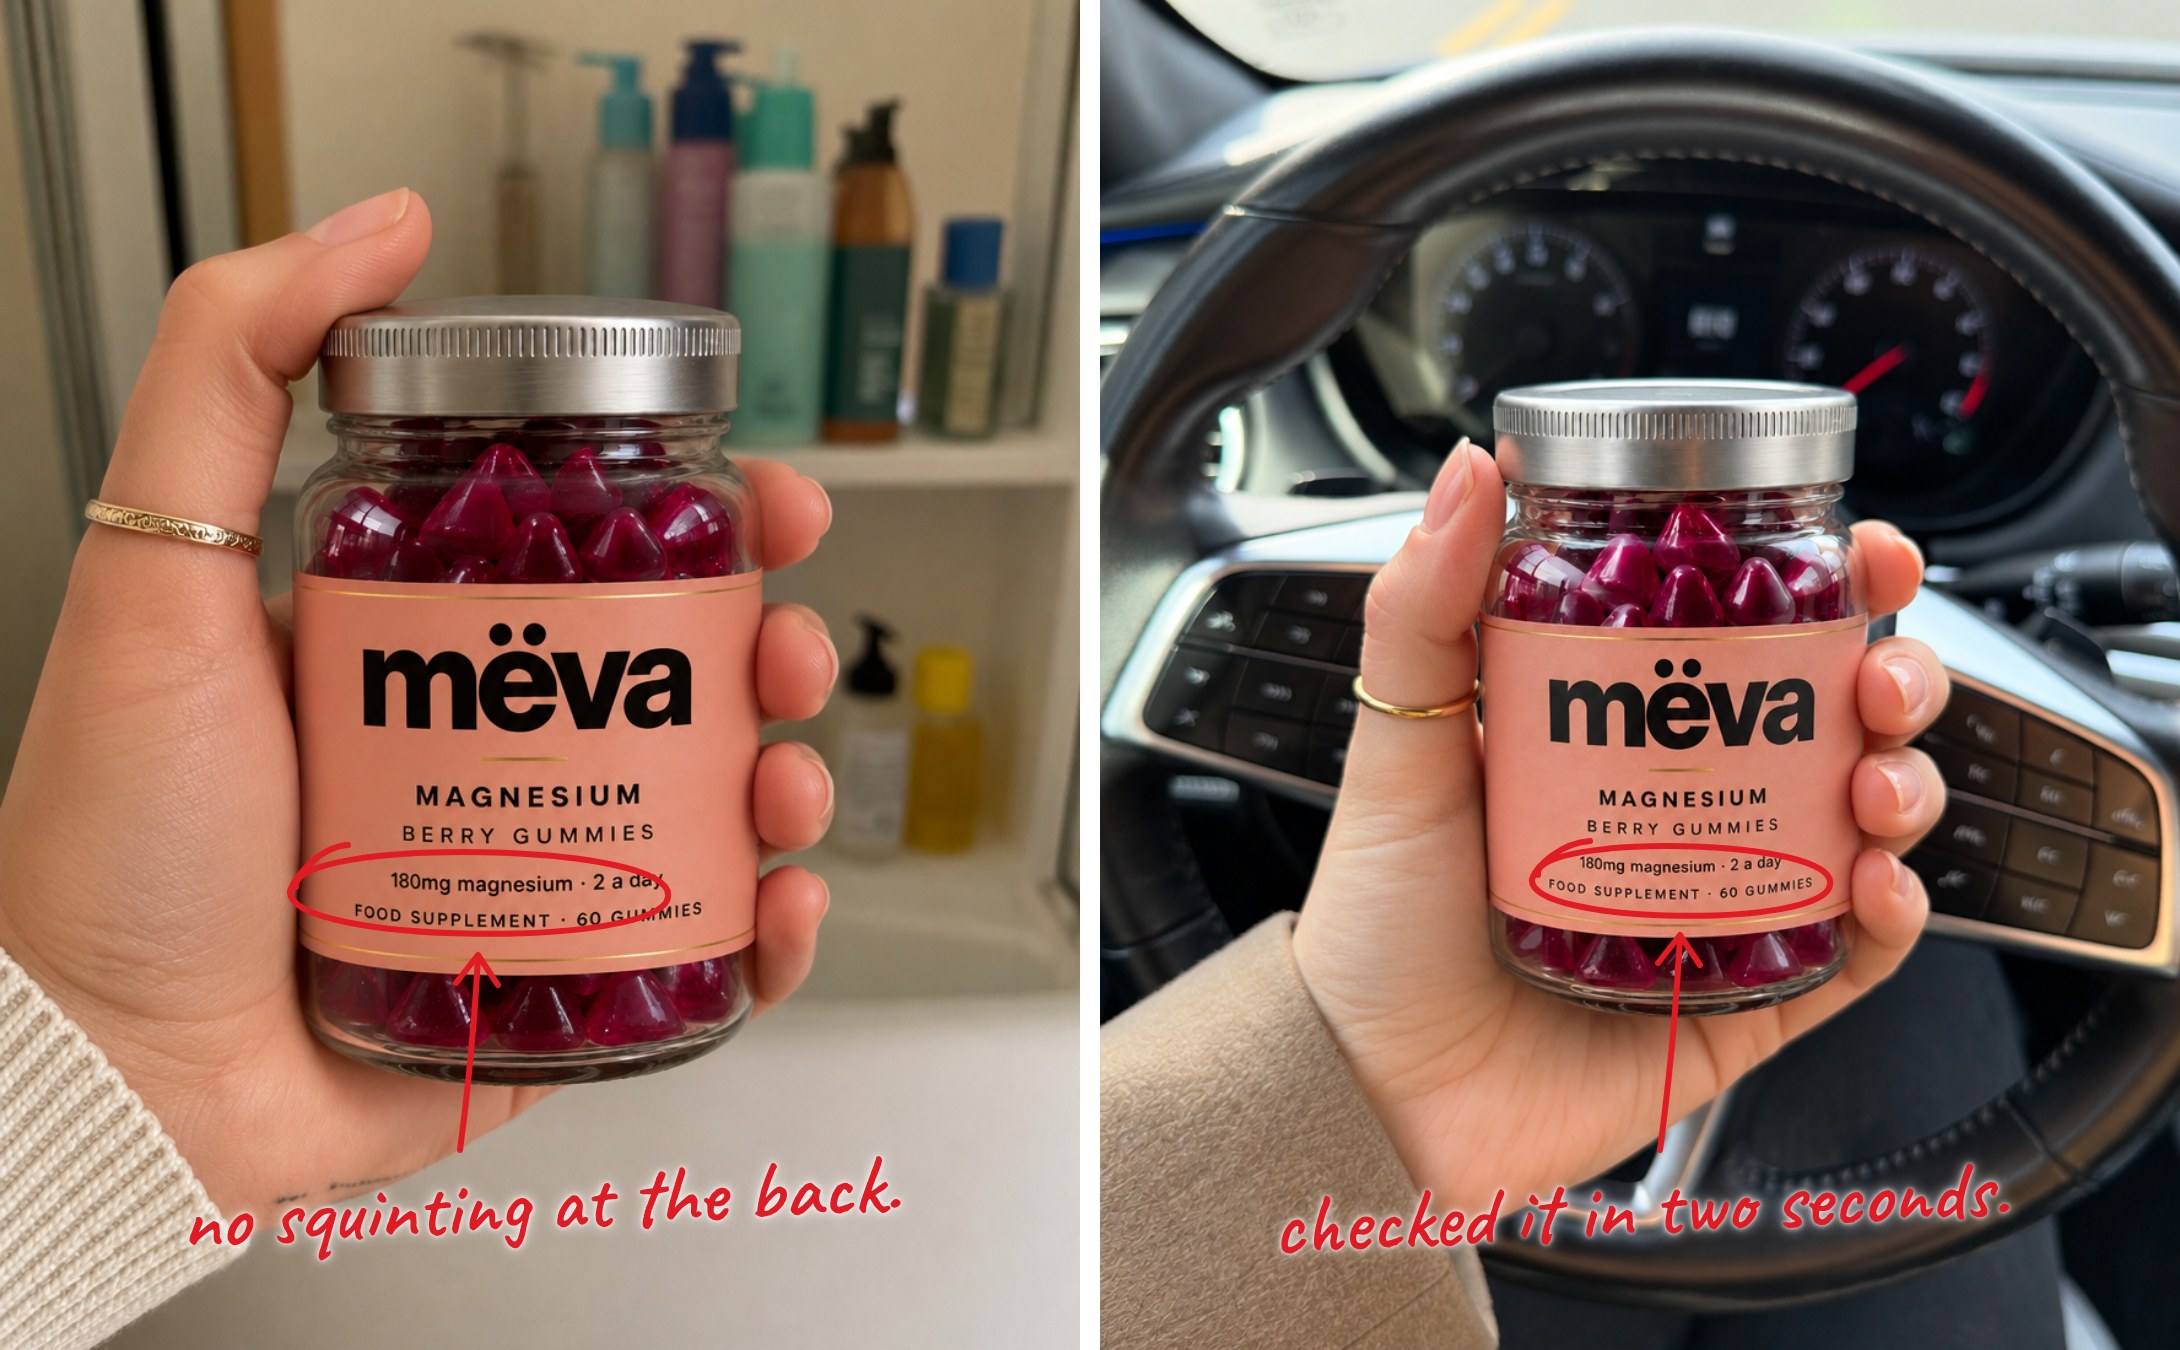 mëva
MAGNESIUM
BERRY GUMMIES
180mg magnesium · 2 a day
FOOD SUPPLEMENT · 60 GUMMIES
no squinting at the back.
mëva
MAGNESIUM
BERRY GUMMIES
180mg magnesium · 2 a day
FOOD SUPPLEMENT · 60 GUMMIES
checked it in two seconds.